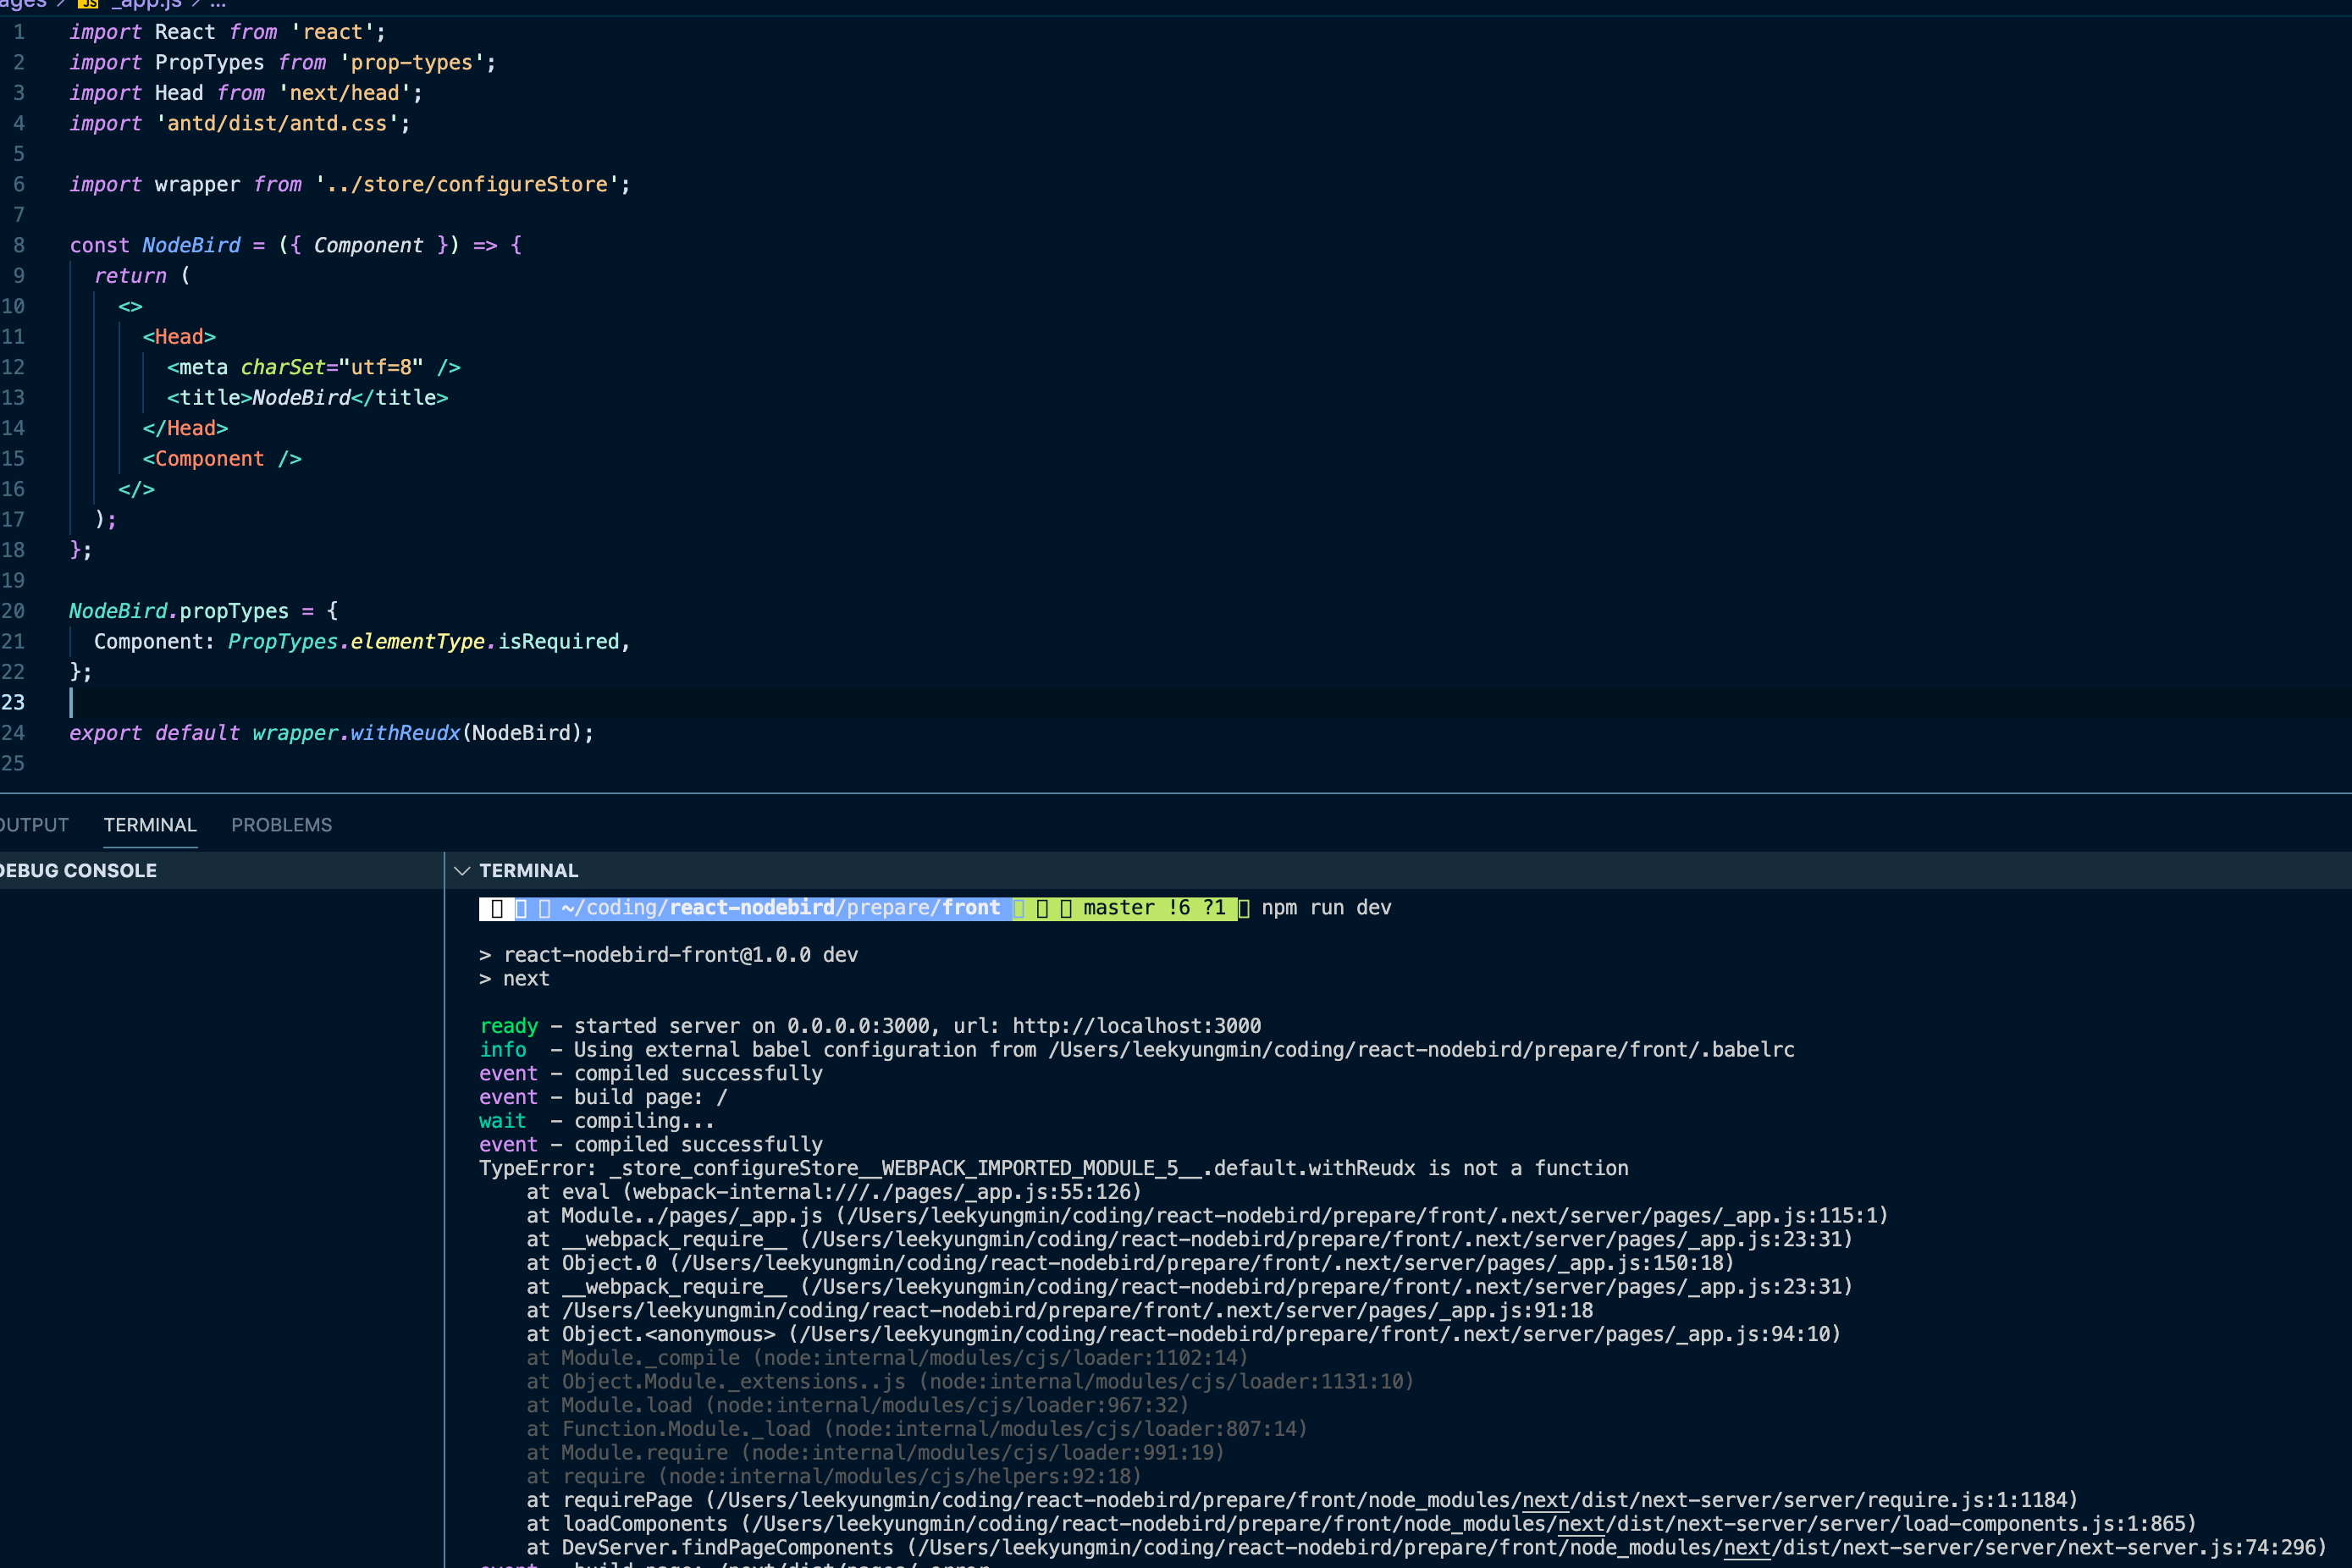 ages > JS _app.js > ...
1 import React from 'react';
2 import PropTypes from 'prop-types';
3 import Head from 'next/head';
4 import 'antd/dist/antd.css';
5
6 import wrapper from '../store/configureStore';
7
8 const NodeBird = ({ Component }) => {
9   return (
10     <>
11       <Head>
12         <meta charSet="utf=8" />
13         <title>NodeBird</title>
14       </Head>
15       <Component />
16     </>
17   );
18 };
19
20 NodeBird.propTypes = {
21   Component: PropTypes.elementType.isRequired,
22 };
23
24 export default wrapper.withReudx(NodeBird);
25
OUTPUT TERMINAL PROBLEMS
DEBUG CONSOLE
TERMINAL
~/coding/react-nodebird/prepare/front master !6 ?1 npm run dev
> react-nodebird-front@1.0.0 dev
> next
ready - started server on 0.0.0.0:3000, url: http://localhost:3000
info  - Using external babel configuration from /Users/leekyungmin/coding/react-nodebird/prepare/front/.babelrc
event - compiled successfully
event - build page: /
wait  - compiling...
event - compiled successfully
TypeError: _store_configureStore__WEBPACK_IMPORTED_MODULE_5__.default.withReudx is not a function
    at eval (webpack-internal:///./pages/_app.js:55:126)
    at Module../pages/_app.js (/Users/leekyungmin/coding/react-nodebird/prepare/front/.next/server/pages/_app.js:115:1)
    at __webpack_require__ (/Users/leekyungmin/coding/react-nodebird/prepare/front/.next/server/pages/_app.js:23:31)
    at Object.0 (/Users/leekyungmin/coding/react-nodebird/prepare/front/.next/server/pages/_app.js:150:18)
    at __webpack_require__ (/Users/leekyungmin/coding/react-nodebird/prepare/front/.next/server/pages/_app.js:23:31)
    at /Users/leekyungmin/coding/react-nodebird/prepare/front/.next/server/pages/_app.js:91:18
    at Object.<anonymous> (/Users/leekyungmin/coding/react-nodebird/prepare/front/.next/server/pages/_app.js:94:10)
    at Module._compile (node:internal/modules/cjs/loader:1102:14)
    at Object.Module._extensions..js (node:internal/modules/cjs/loader:1131:10)
    at Module.load (node:internal/modules/cjs/loader:967:32)
    at Function.Module._load (node:internal/modules/cjs/loader:807:14)
    at Module.require (node:internal/modules/cjs/loader:991:19)
    at require (node:internal/modules/cjs/helpers:92:18)
    at requirePage (/Users/leekyungmin/coding/react-nodebird/prepare/front/node_modules/next/dist/next-server/server/require.js:1:1184)
    at loadComponents (/Users/leekyungmin/coding/react-nodebird/prepare/front/node_modules/next/dist/next-server/server/load-components.js:1:865)
    at DevServer.findPageComponents (/Users/leekyungmin/coding/react-nodebird/prepare/front/node_modules/next/dist/next-server/server/next-server.js:74:296)
event - build page: /next/dist/pages/_error